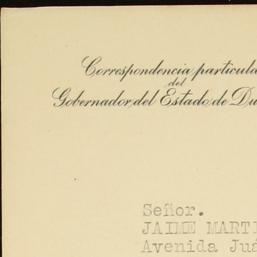 Correspondencia particula
del
Gobernador del Estado de Du
Señor.
JAIME MARTI
Avenida Juá